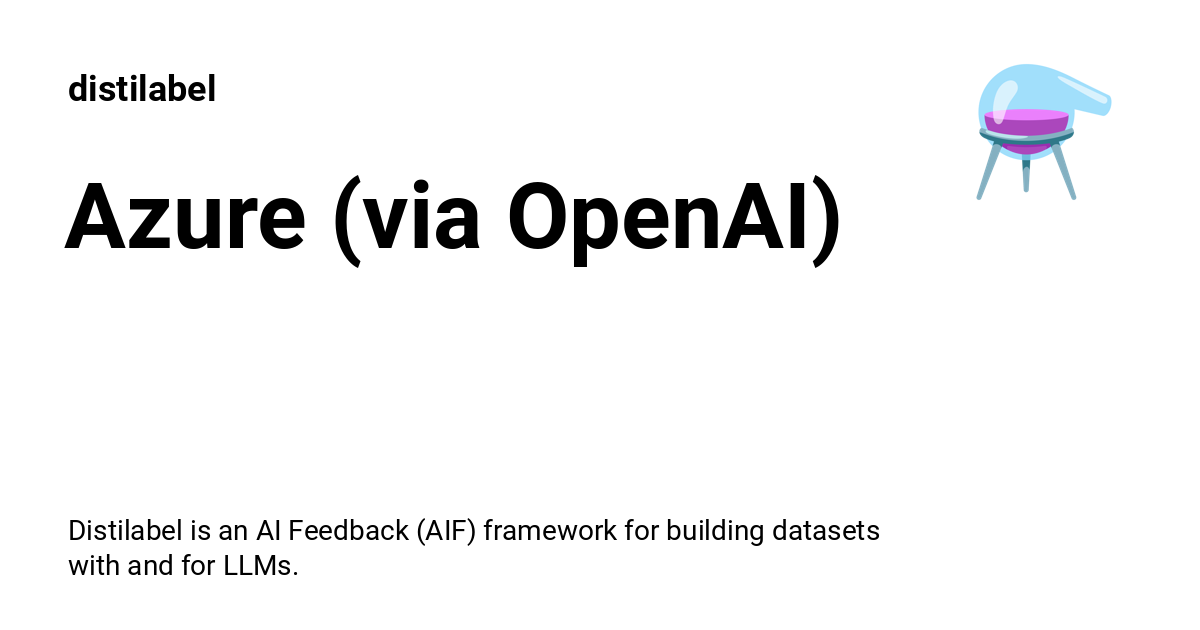 distilabel
Azure (via OpenAI)
Distilabel is an AI Feedback (AIF) framework for building datasets
with and for LLMs.